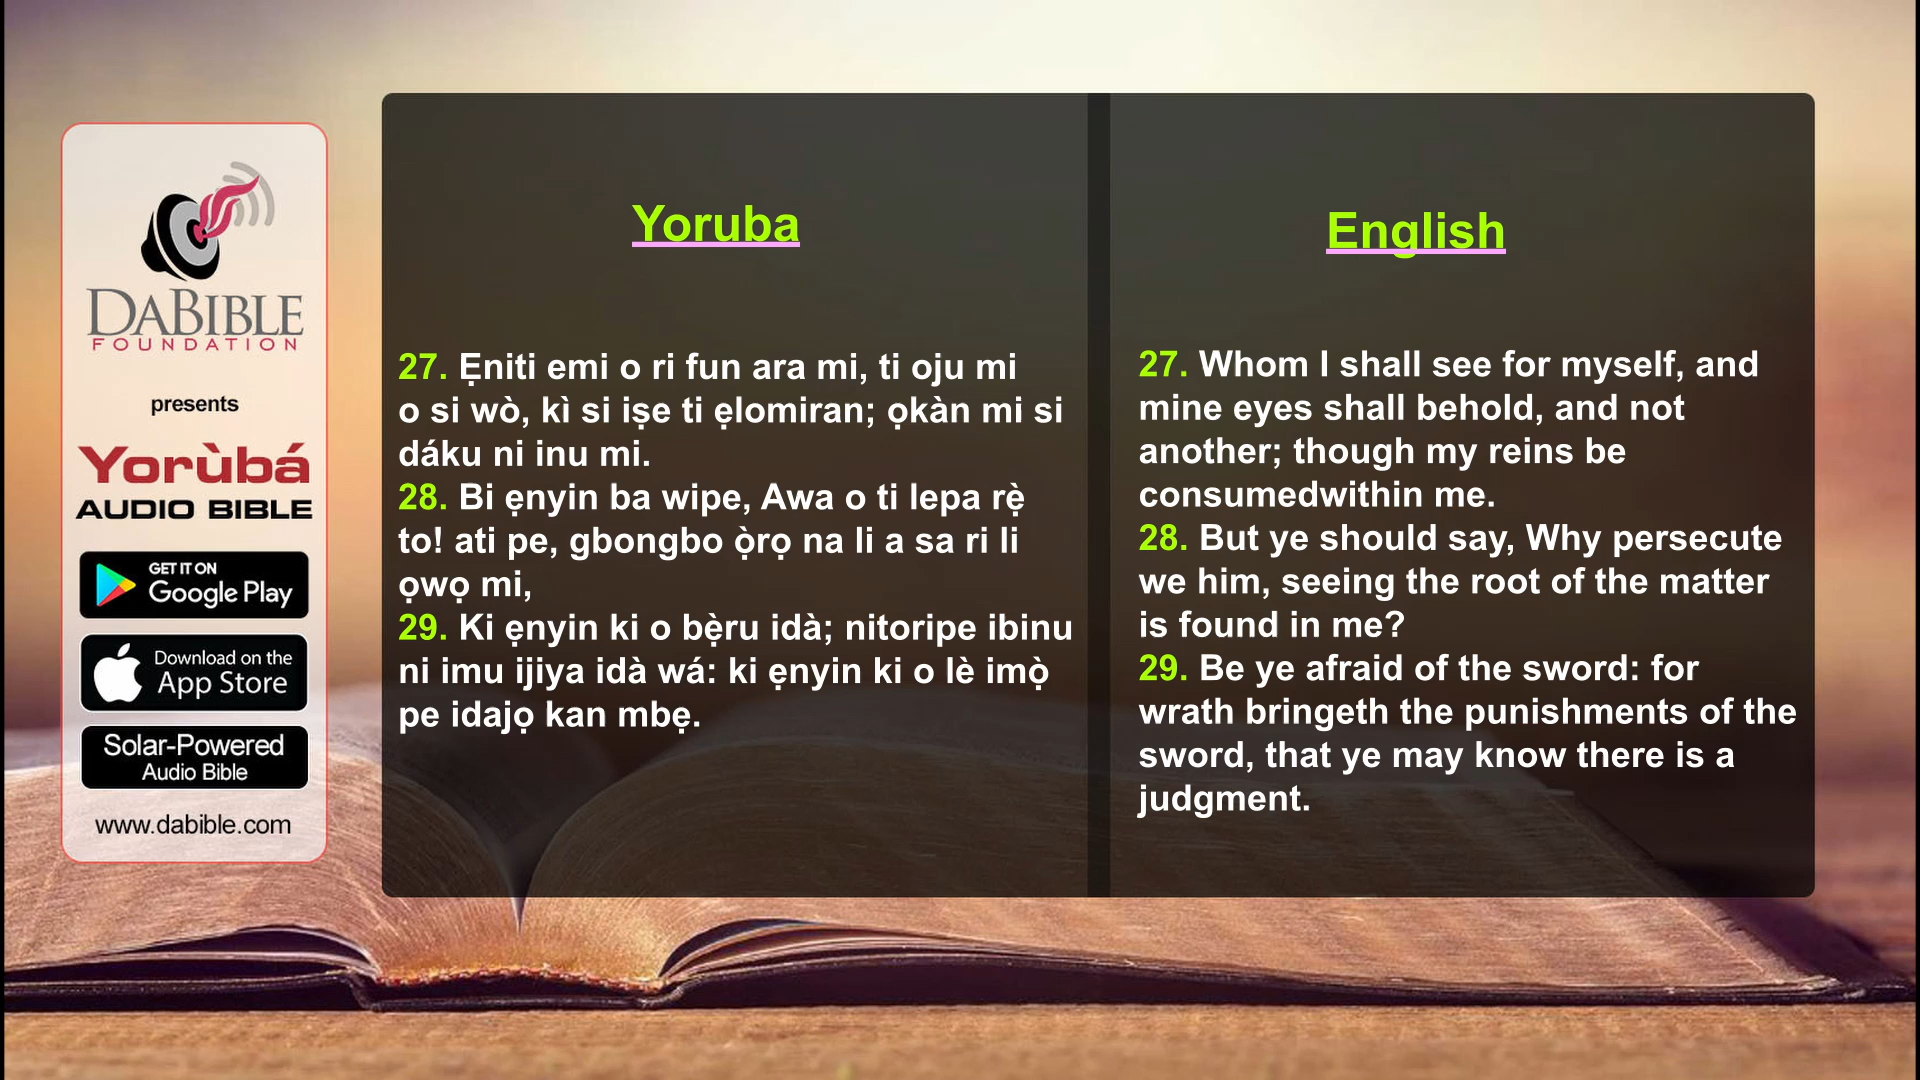 DABIBLE
FOUNDATION
presents
Yorùbá
AUDIO BIBLE
GET IT ON
Google Play
Download on the
App Store
Solar-Powered
Audio Bible
www.dabible.com
Yoruba
27. Ẹniti emi o ri fun ara mi, ti oju mi
o si wò, kì si iṣe ti ẹlomiran; ọkàn mi si
dáku ni inu mi.
28. Bi ẹnyin ba wipe, Awa o ti lepa rẹ̀
to! ati pe, gbongbo ọ̀rọ na li a sa ri li
ọwọ mi,
29. Ki ẹnyin ki o bẹ̀ru idà; nitoripe ibinu
ni imu ijiya idà wá: ki ẹnyin ki o lè imọ̀
pe idajọ kan mbẹ.
English
27. Whom I shall see for myself, and
mine eyes shall behold, and not
another; though my reins be
consumedwithin me.
28. But ye should say, Why persecute
we him, seeing the root of the matter
is found in me?
29. Be ye afraid of the sword: for
wrath bringeth the punishments of the
sword, that ye may know there is a
judgment.